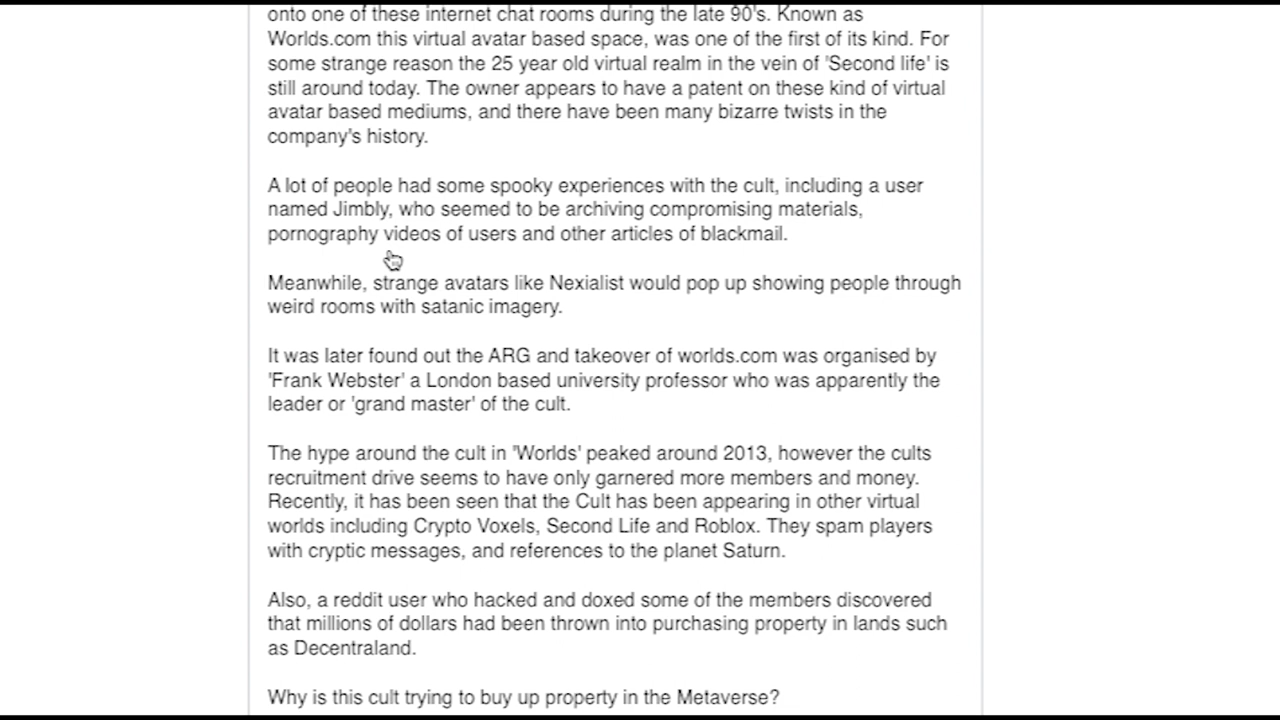 onto one of these internet chat rooms during the late 90's. Known as
Worlds.com this virtual avatar based space, was one of the first of its kind. For
some strange reason the 25 year old virtual realm in the vein of 'Second life' is
still around today. The owner appears to have a patent on these kind of virtual
avatar based mediums, and there have been many bizarre twists in the
company's history.
A lot of people had some spooky experiences with the cult, including a user
named Jimbly, who seemed to be archiving compromising materials,
pornography videos of users and other articles of blackmail.
Meanwhile, strange avatars like Nexialist would pop up showing people through
weird rooms with satanic imagery.
It was later found out the ARG and takeover of worlds.com was organised by
'Frank Webster' a London based university professor who was apparently the
leader or 'grand master' of the cult.
The hype around the cult in 'Worlds' peaked around 2013, however the cults
recruitment drive seems to have only garnered more members and money.
Recently, it has been seen that the Cult has been appearing in other virtual
worlds including Crypto Voxels, Second Life and Roblox. They spam players
with cryptic messages, and references to the planet Saturn.
Also, a reddit user who hacked and doxed some of the members discovered
that millions of dollars had been thrown into purchasing property in lands such
as Decentraland.
Why is this cult trying to buy up property in the Metaverse?